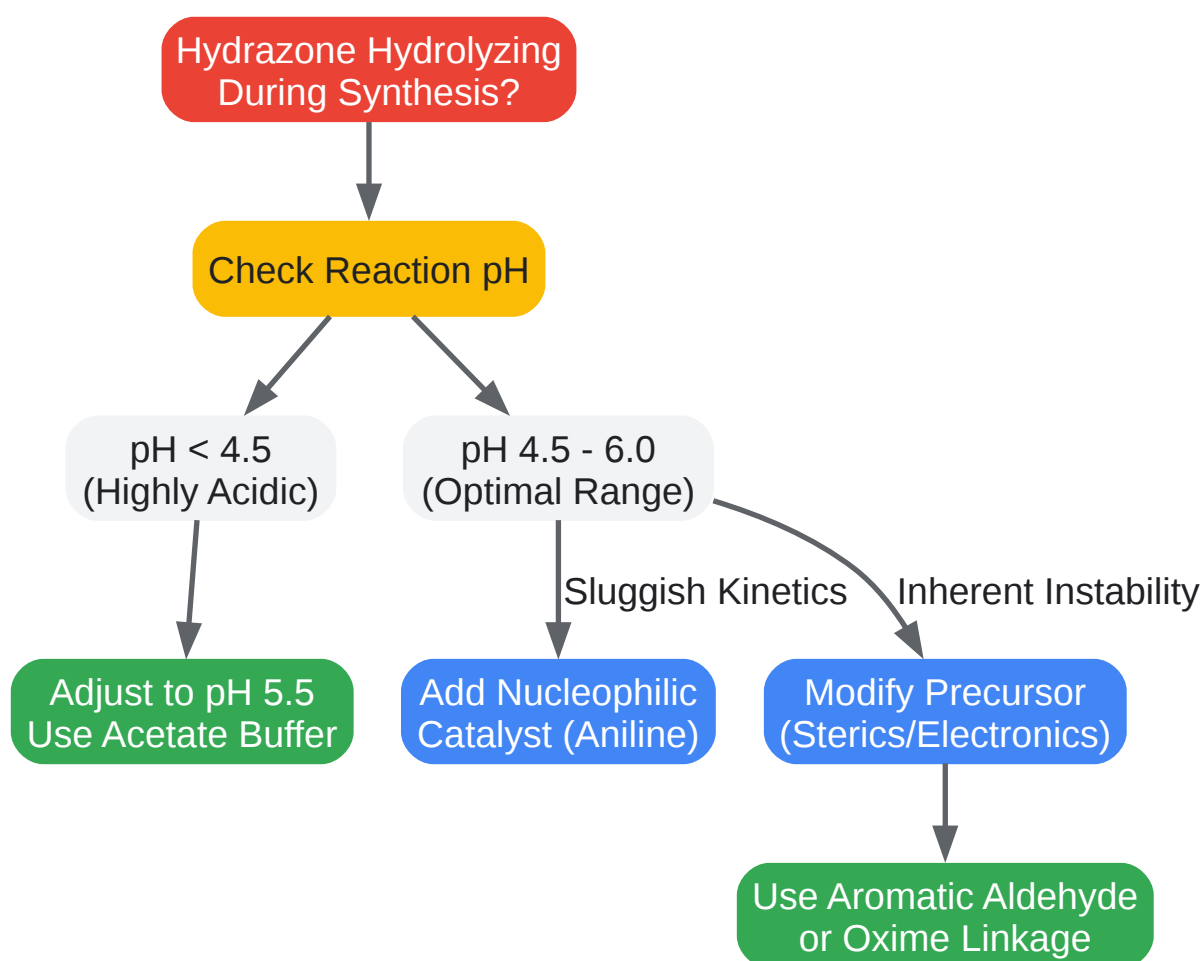 Hydrazone Hydrolyzing
During Synthesis?
Check Reaction pH
pH < 4.5
(Highly Acidic)
pH 4.5 - 6.0
(Optimal Range)
Sluggish Kinetics
Inherent Instability
Adjust to pH 5.5
Use Acetate Buffer
Add Nucleophilic
Catalyst (Aniline)
Modify Precursor
(Sterics/Electronics)
Use Aromatic Aldehyde
or Oxime Linkage